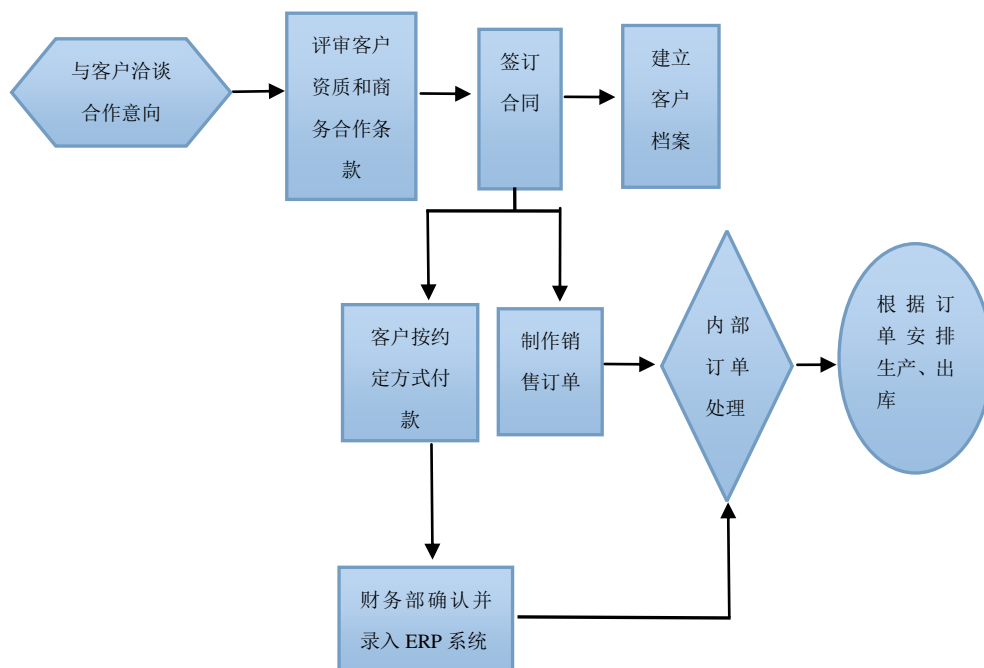 与客户洽谈
合作意向
评审客户
资质和商
务合作条
款
签订
合同
建立
客户
档案
客户按约
定方式付
款
制作销
售订单
内部
订单
处理
根据订
单安排
生产、出
库
财务部确认并
录入 ERP 系统